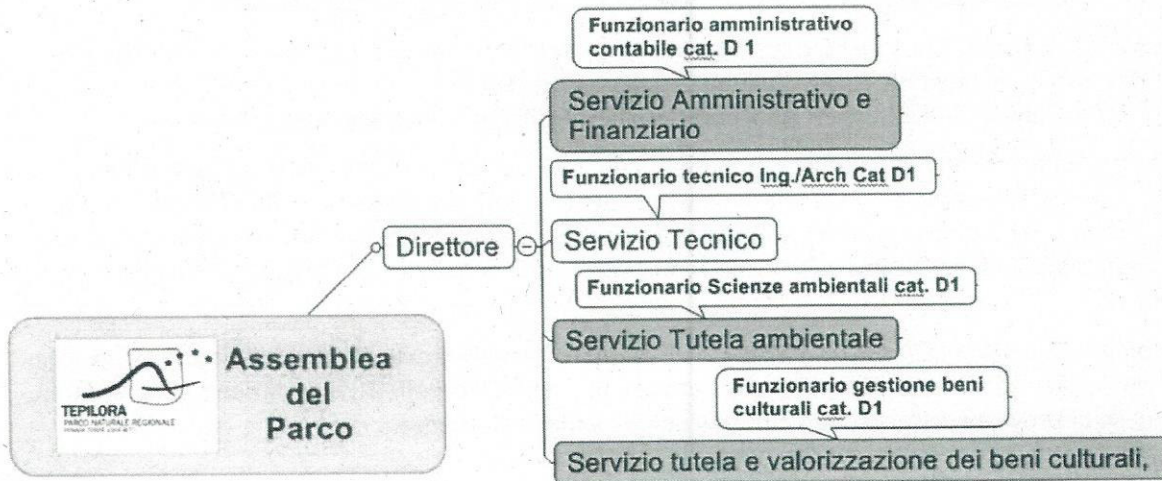 Funzionario amministrativo
contabile cat. D 1
Servizio Amministrativo e
Finanziario
Funzionario tecnico Ing./Arch Cat D1
Direttore
Servizio Tecnico
Funzionario Scienze ambientali cat. D1
Servizio Tutela ambientale
Assemblea
del
Parco
TEPILORA
PARCO NATURALE REGIONALE
Funzionario gestione beni
culturali cat. D1
Servizio tutela e valorizzazione dei beni culturali,